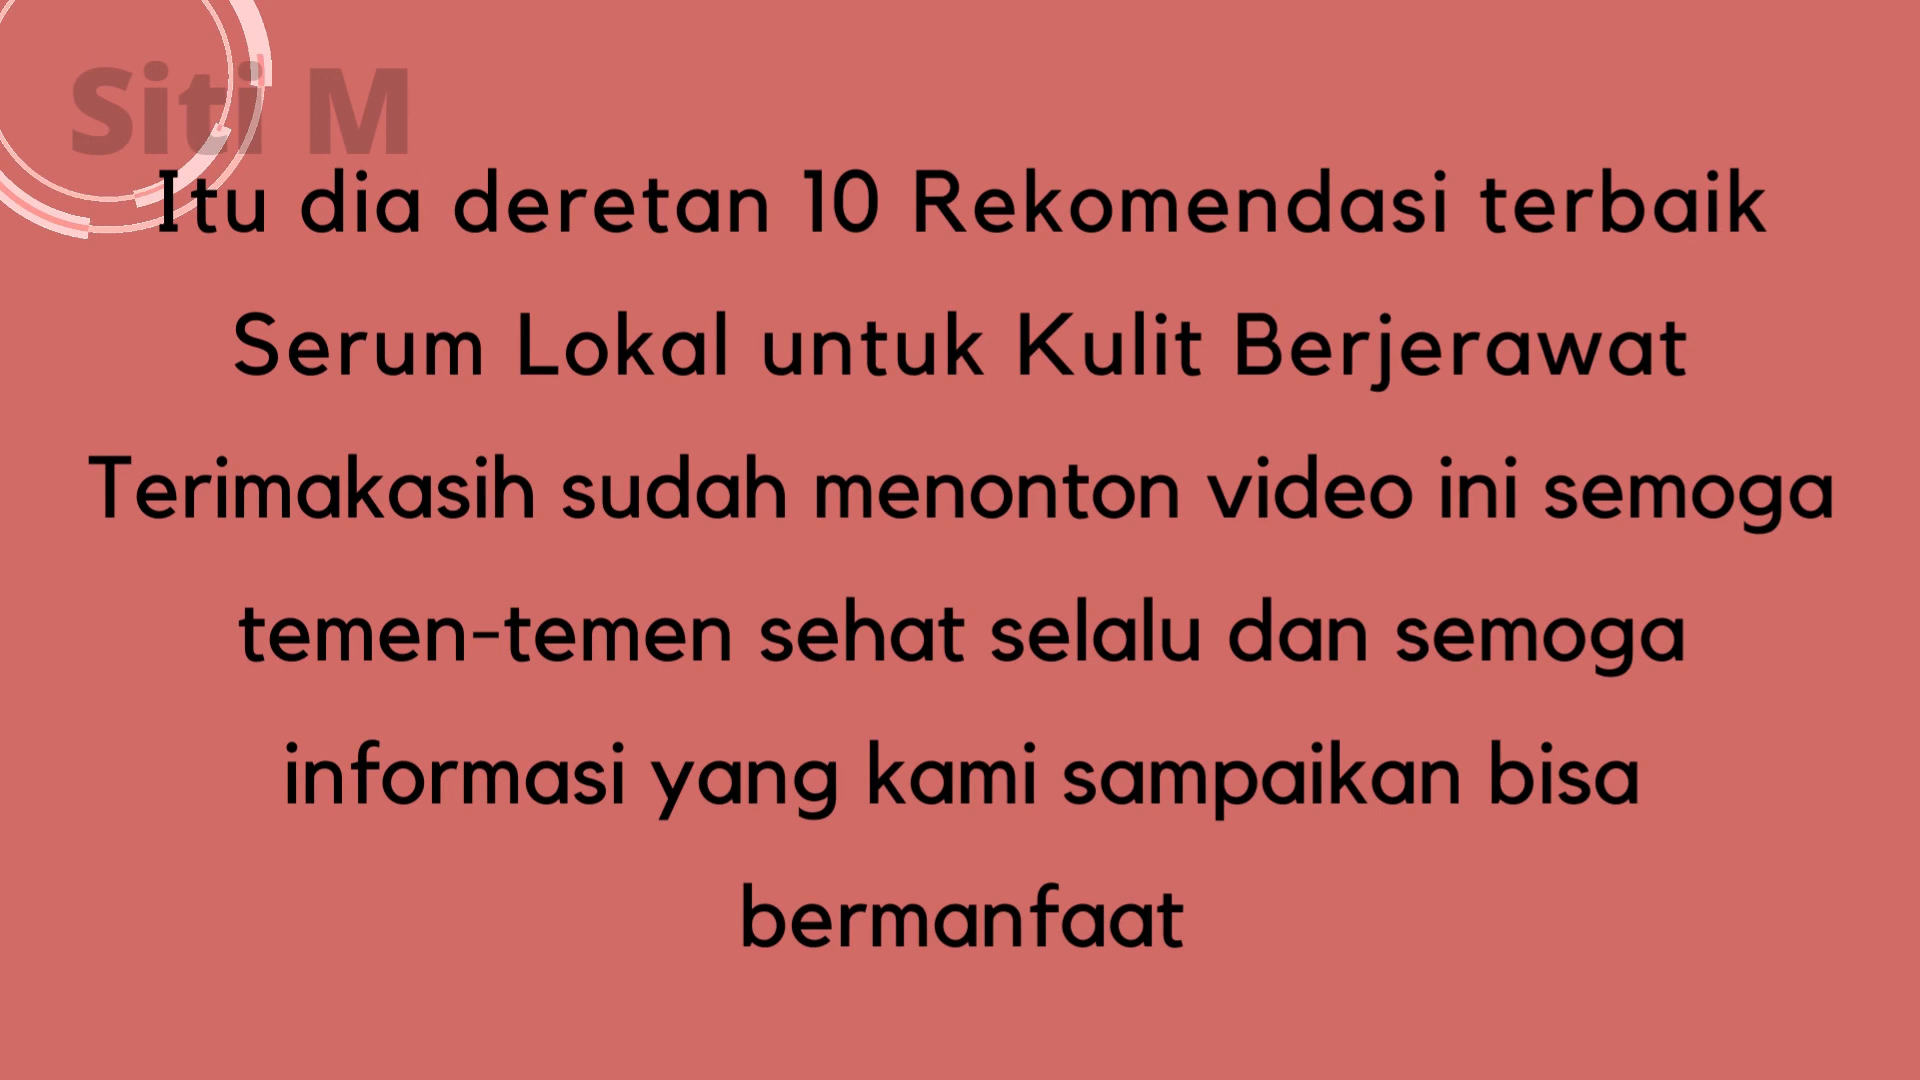 Siti M
Itu dia deretan 10 Rekomendasi terbaik
Serum Lokal untuk Kulit Berjerawat
Terimakasih sudah menonton video ini semoga
temen-temen sehat selalu dan semoga
informasi yang kami sampaikan bisa
bermanfaat